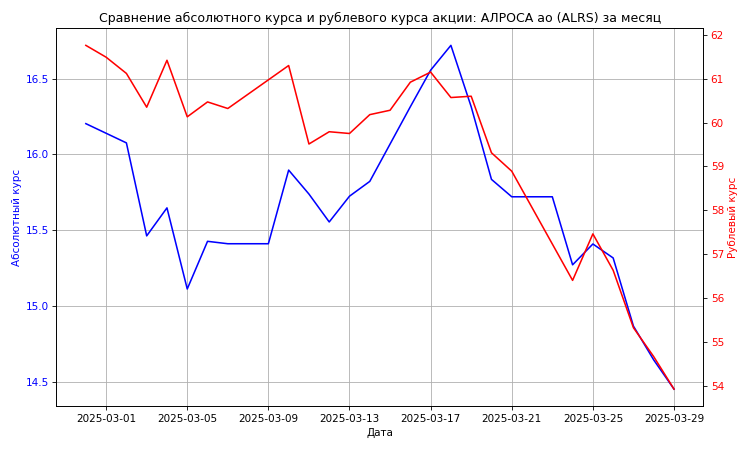 Сравнение абсолютного курса и рублевого курса акции: АЛРОСА ао (ALRS) за месяц
Абсолютный курс
16.5
16.0
15.5
15.0
14.5
62
61
60
59
58
57
56
55
54
Рублевый курс
2025-03-01 2025-03-05 2025-03-09 2025-03-13 2025-03-17 2025-03-21 2025-03-25 2025-03-29
Дата